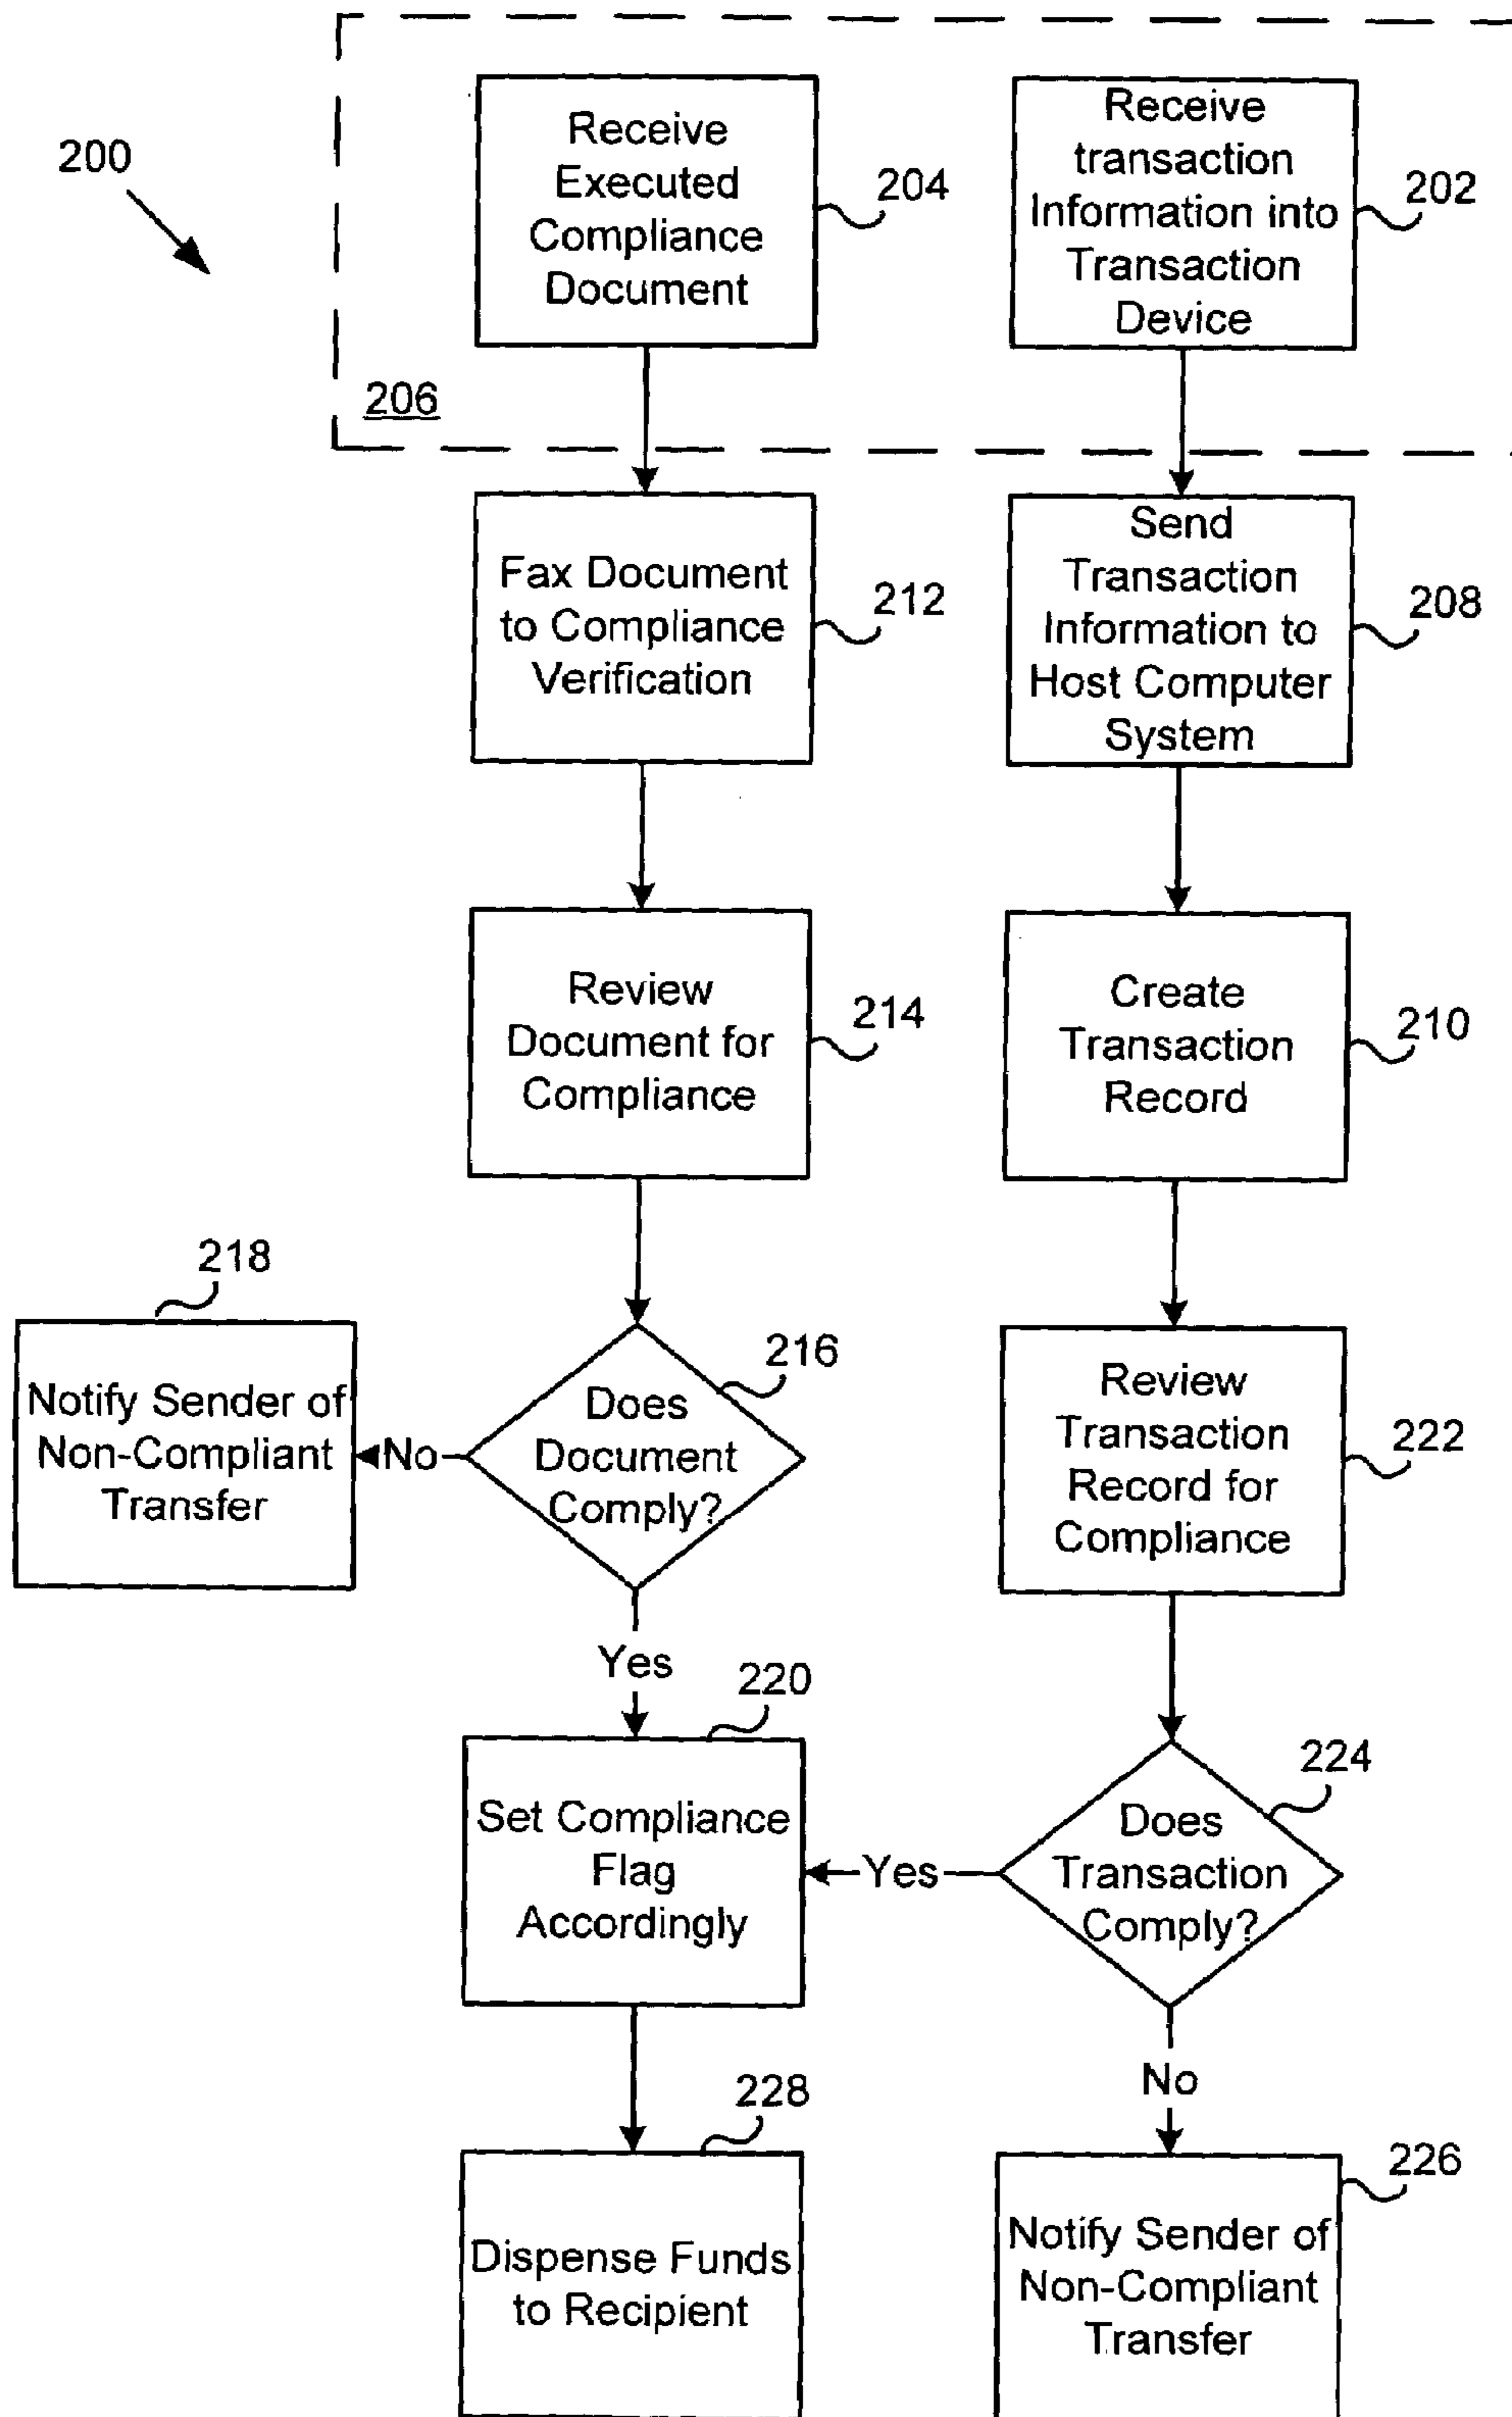 200
Receive
Executed
Compliance
Document
204
Receive
transaction
Information into
Transaction
Device
202
206
Fax Document
to Compliance
Verification
212
Send
Transaction
Information to
Host Computer
System
208
Review
Document for
Compliance
214
Create
Transaction
Record
210
218
Notify Sender of
Non-Compliant
Transfer
No
216
Does
Document
Comply?
Review
Transaction
Record for
Compliance
222
Yes
220
Set Compliance
Flag
Accordingly
Yes
224
Does
Transaction
Comply?
No
228
Dispense Funds
to Recipient
226
Notify Sender of
Non-Compliant
Transfer